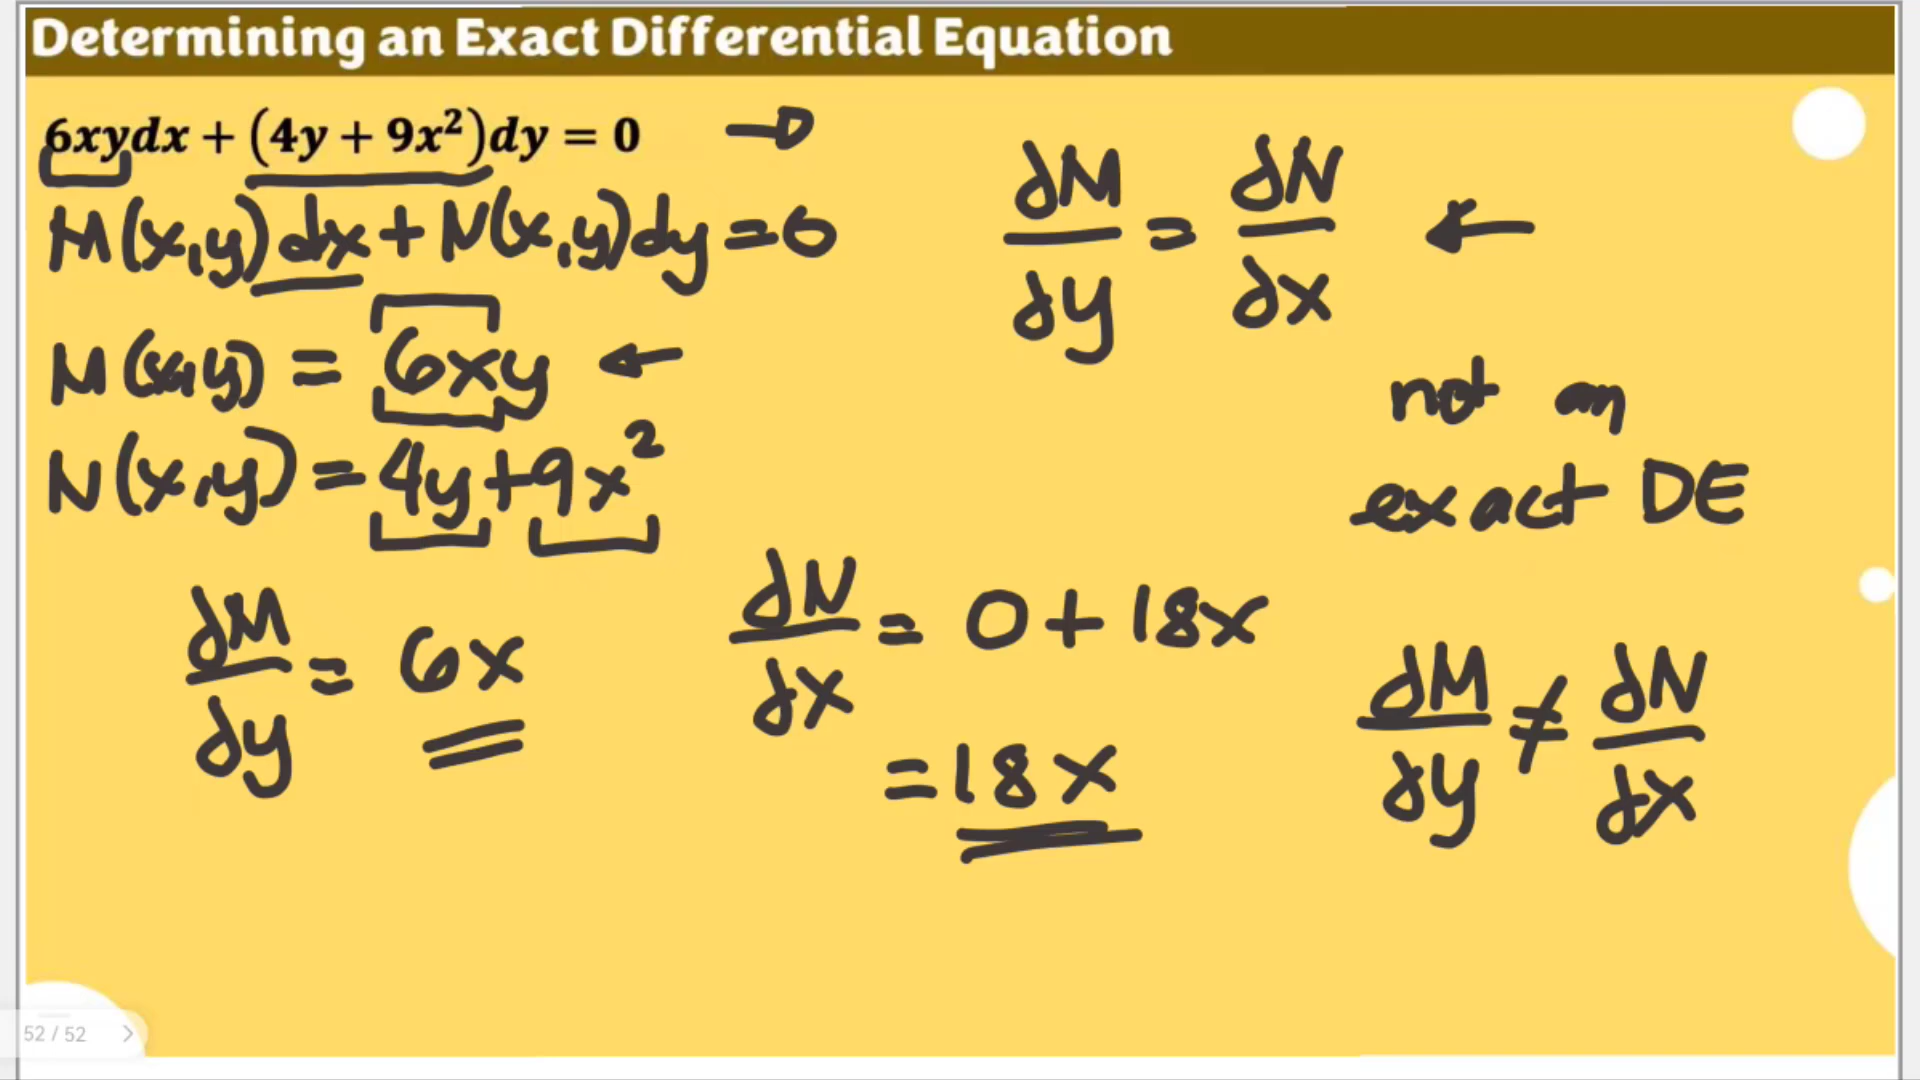 Determining an Exact Differential Equation
6xydx + (4y + 9x²)dy = 0 →
M(x,y) dx + N(x,y) dy = 0
∂M/∂y = ∂N/∂x ←
M(x,y) = 6xy ←
N(x,y) = 4y + 9x²
not an
exact DE
∂M/∂y = 6x
∂N/∂x = 0 + 18x
= 18x
∂M/∂y ≠ ∂N/∂x
52 / 52 >